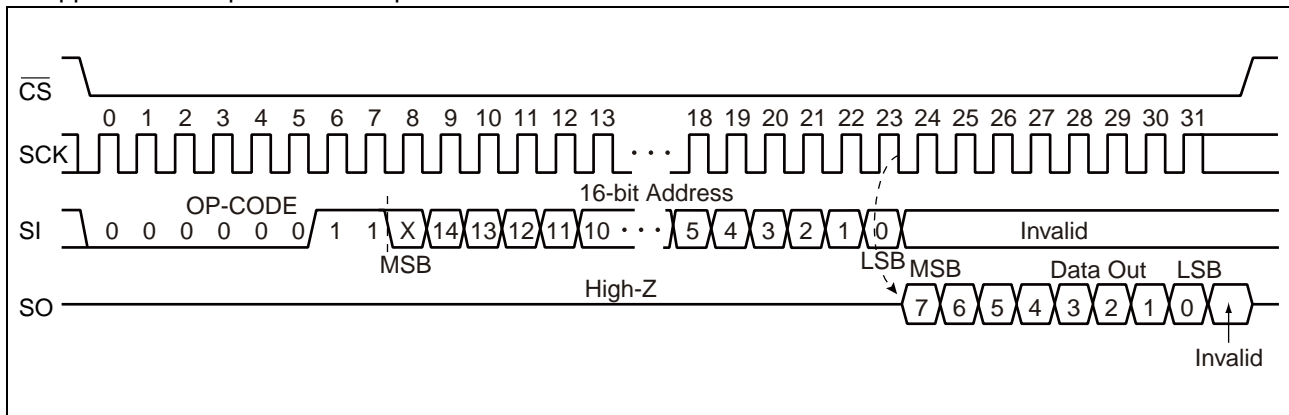 CS
0 1 2 3 4 5 6 7 8 9 10 11 12 13 18 19 20 21 22 23 24 25 26 27 28 29 30 31
SCK · · ·
OP-CODE 16-bit Address
SI 0 0 0 0 0 0 1 1 X 14 13 12 11 10 · · · 5 4 3 2 1 0 Invalid
MSB LSB MSB Data Out LSB
High-Z
SO 7 6 5 4 3 2 1 0
Invalid